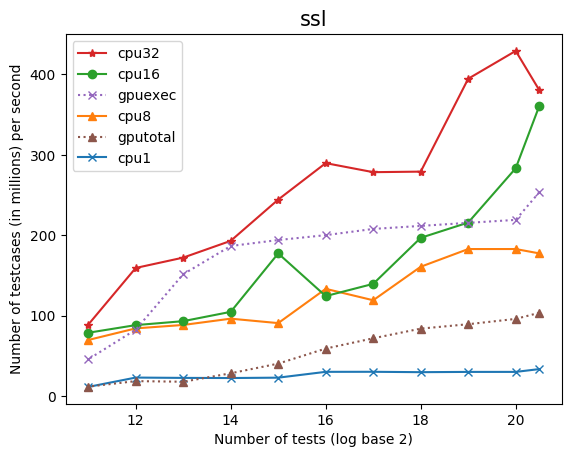 ssl
cpu32
cpu16
gpuexec
cpu8
gputotal
cpu1
Number of testcases (in millions) per second
400
300
200
100
0
12
14
16
18
20
Number of tests (log base 2)